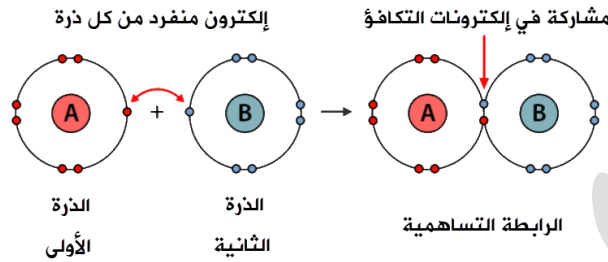 إلكترون منفرد من كل ذرة
مشاركة في إلكترونات التكافؤ
A + B → A B
الذرة الأولى
الذرة الثانية
الرابطة التساهمية